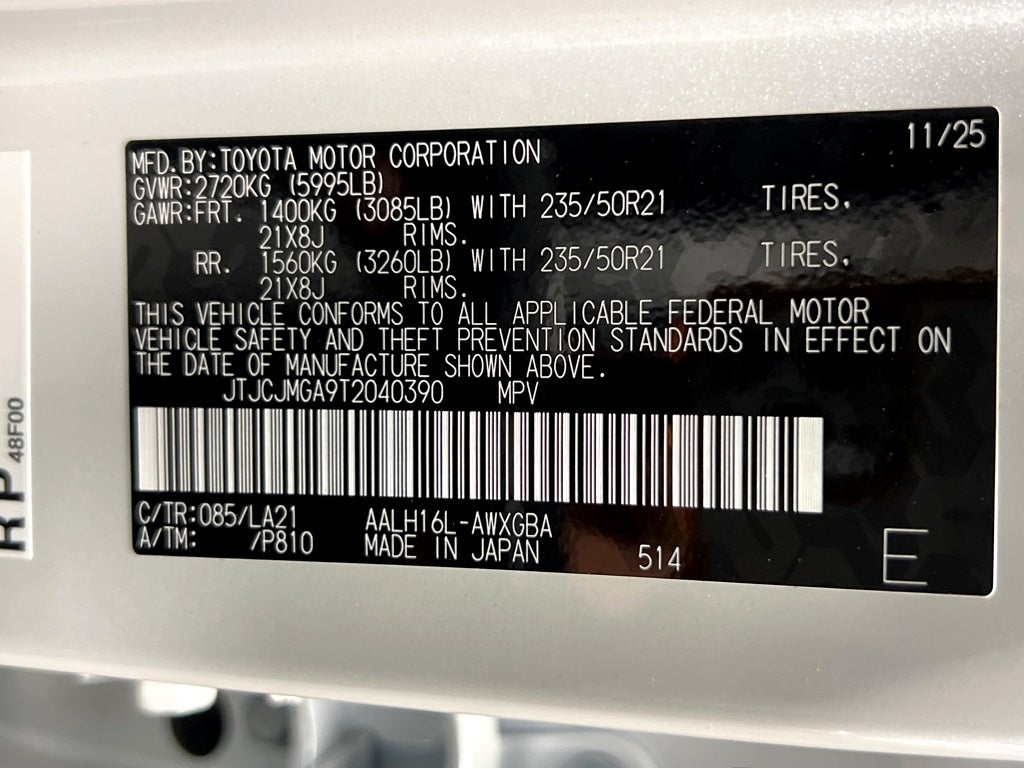 11/25
MFD.BY:TOYOTA MOTOR CORPORATION
GVWR:2720KG (5995LB)
GAWR:FRT. 1400KG (3085LB) WITH 235/50R21 TIRES,
21X8J RIMS.
RR. 1560KG (3260LB) WITH 235/50R21 TIRES,
21X8J RIMS.
THIS VEHICLE CONFORMS TO ALL APPLICABLE FEDERAL MOTOR
VEHICLE SAFETY AND THEFT PREVENTION STANDARDS IN EFFECT ON
THE DATE OF MANUFACTURE SHOWN ABOVE.
JTJCJMGA9T2040390 MPV
C/TR:085/LA21 AALH16L-AWXGBA
A/TM: /P810 MADE IN JAPAN 514 E
RP
48F00